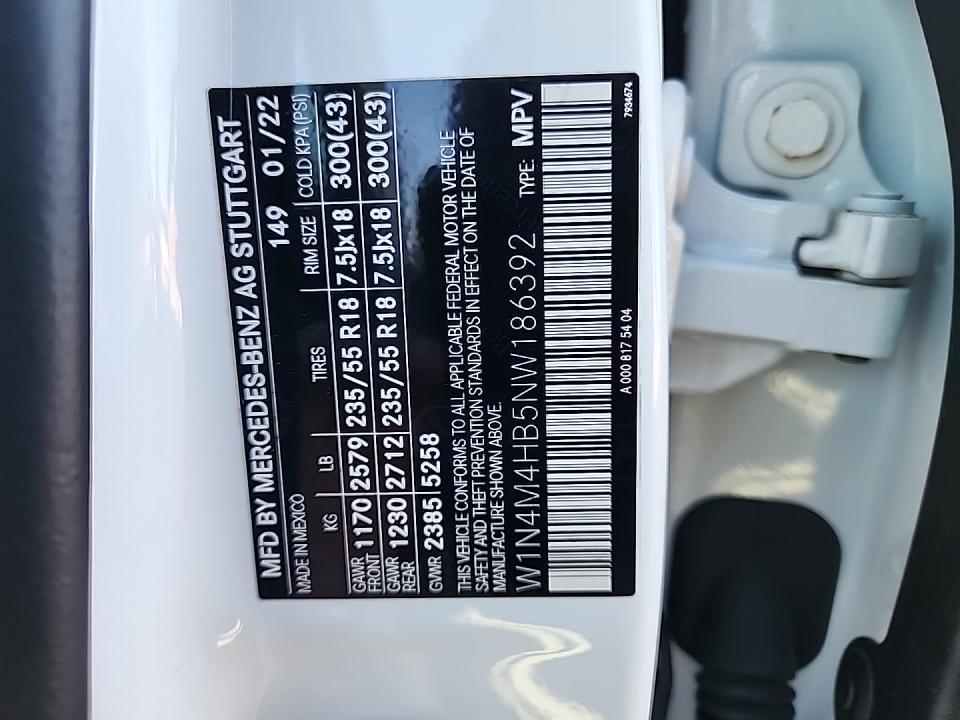 MFD BY MERCEDES-BENZ AG STUTTGART
MADE IN MEXICO 149 01/22
KG LB TIRES RIM SIZE COLD KPA (PSI)
GAWR FRONT 1170 2579 235/55 R18 7.5Jx18 300(43)
GAWR REAR 1230 2712 235/55 R18 7.5Jx18 300(43)
GVWR 2385 5258
THIS VEHICLE CONFORMS TO ALL APPLICABLE FEDERAL MOTOR VEHICLE
SAFETY AND THEFT PREVENTION STANDARDS IN EFFECT ON THE DATE OF
MANUFACTURE SHOWN ABOVE.
W1N4M4HB5NW186392 TYPE: MPV
A 000 817 54 04 7934674